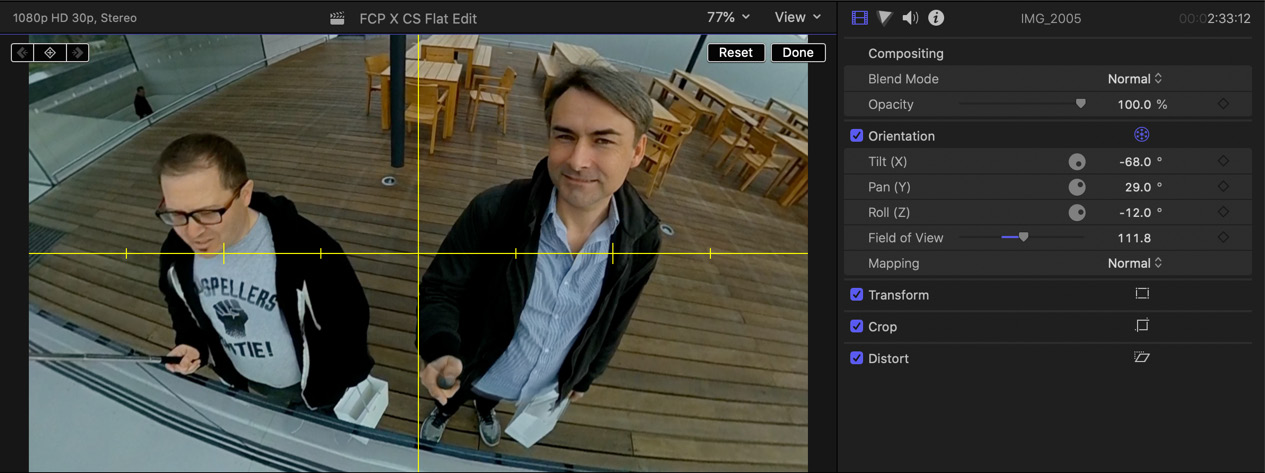 1080p HD 30p, Stereo
FCP X CS Flat Edit
77%
View
IMG_2005
00:02:33:12
Reset
Done
Compositing
Blend Mode Normal
Opacity 100.0 %
Orientation
Tilt (X) -68.0 °
Pan (Y) 29.0 °
Roll (Z) -12.0 °
Field of View 111.8
Mapping Normal
Transform
Crop
Distort
SPELLERS
TIE!